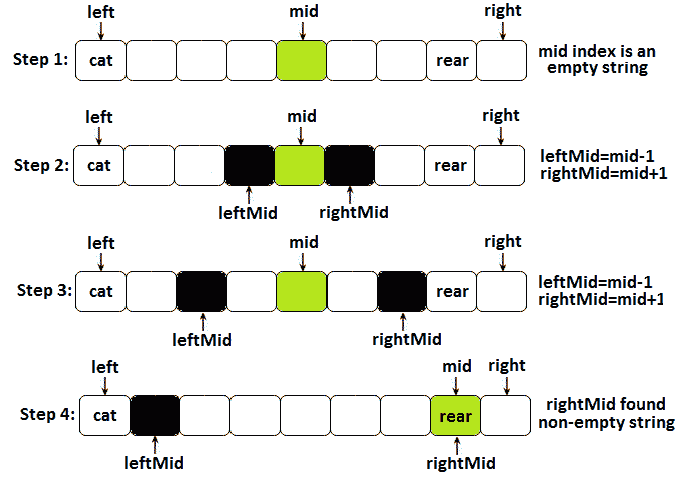 left mid right
Step 1: cat rear mid index is an
empty string
left mid right
Step 2: cat rear leftMid=mid-1
rightMid=mid+1
leftMid rightMid
left mid right
Step 3: cat rear leftMid=mid-1
rightMid=mid+1
leftMid rightMid
left mid right
Step 4: cat rear rightMid found
non-empty string
leftMid rightMid